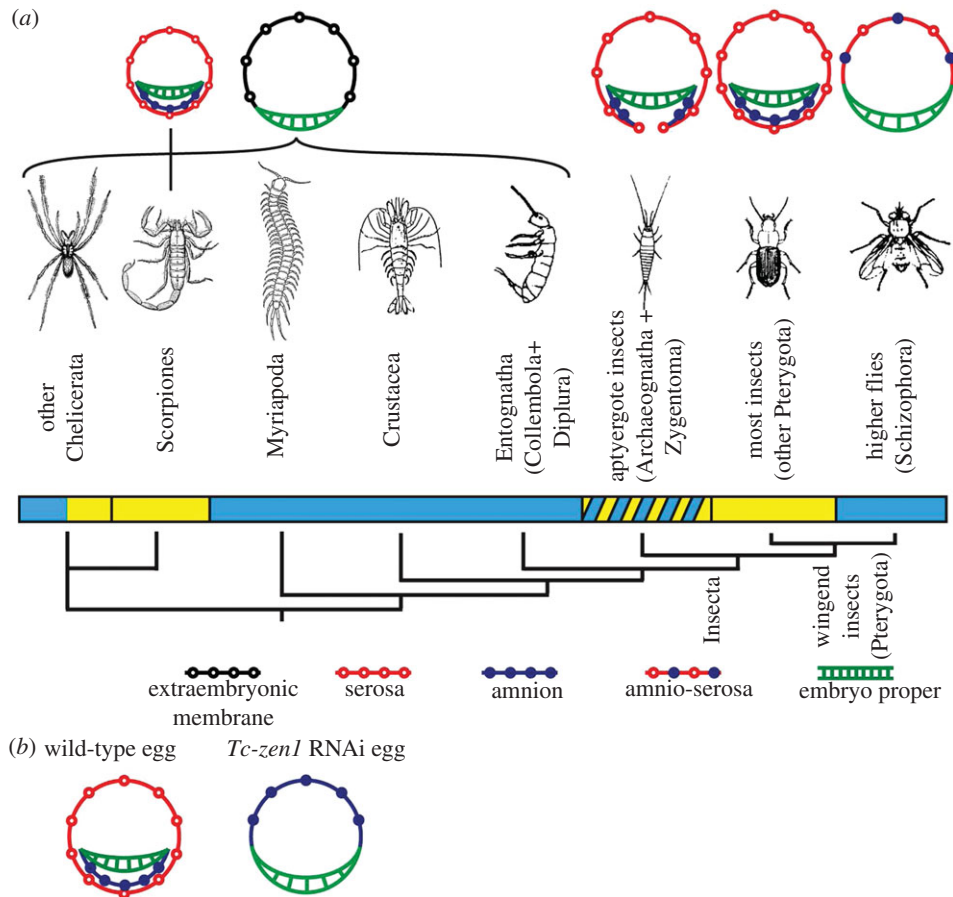 (a)
other
Chelicerata
Scorpiones
Myriapoda
Crustacea
Entognatha
(Collembola+
Diplura)
aptyergote insects
(Archaeognatha +
Zygentoma)
most insects
(other Pterygota)
higher flies
(Schizophora)
Insecta
wingend
insects
(Pterygota)
extraembryonic
membrane
serosa
amnion
amnio-serosa
embryo proper
(b) wild-type egg
Tc-zen1 RNAi egg